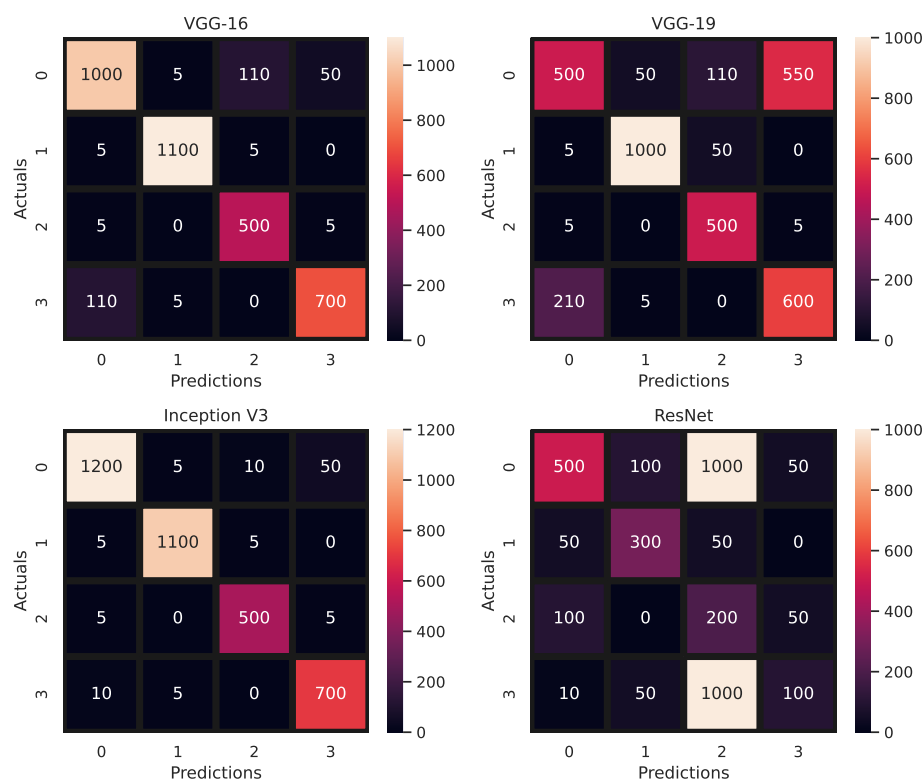 VGG-16
0 1000 5 110 50
1 5 1100 5 0
2 5 0 500 5
3 110 5 0 700
0 1 2 3
Predictions
Actuals
1000
800
600
400
200
0
VGG-19
0 500 50 110 550
1 5 1000 50 0
2 5 0 500 5
3 210 5 0 600
0 1 2 3
Predictions
Actuals
1000
800
600
400
200
0
Inception V3
0 1200 5 10 50
1 5 1100 5 0
2 5 0 500 5
3 10 5 0 700
0 1 2 3
Predictions
Actuals
1200
1000
800
600
400
200
0
ResNet
0 500 100 1000 50
1 50 300 50 0
2 100 0 200 50
3 10 50 1000 100
0 1 2 3
Predictions
Actuals
1000
800
600
400
200
0